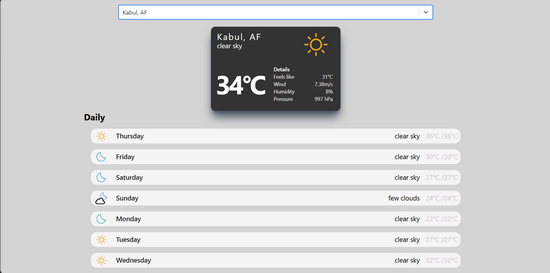 Kabul, AF
Kabul, AF
clear sky
34°C
Details
Feels like 31°C
Wind 7.38m/s
Humidity 8%
Pressure 997 hPa
Daily
Thursday clear sky 36°C /36°C
Friday clear sky 30°C /30°C
Saturday clear sky 27°C /27°C
Sunday few clouds 24°C /24°C
Monday clear sky 22°C /22°C
Tuesday clear sky 27°C /27°C
Wednesday clear sky 32°C /32°C